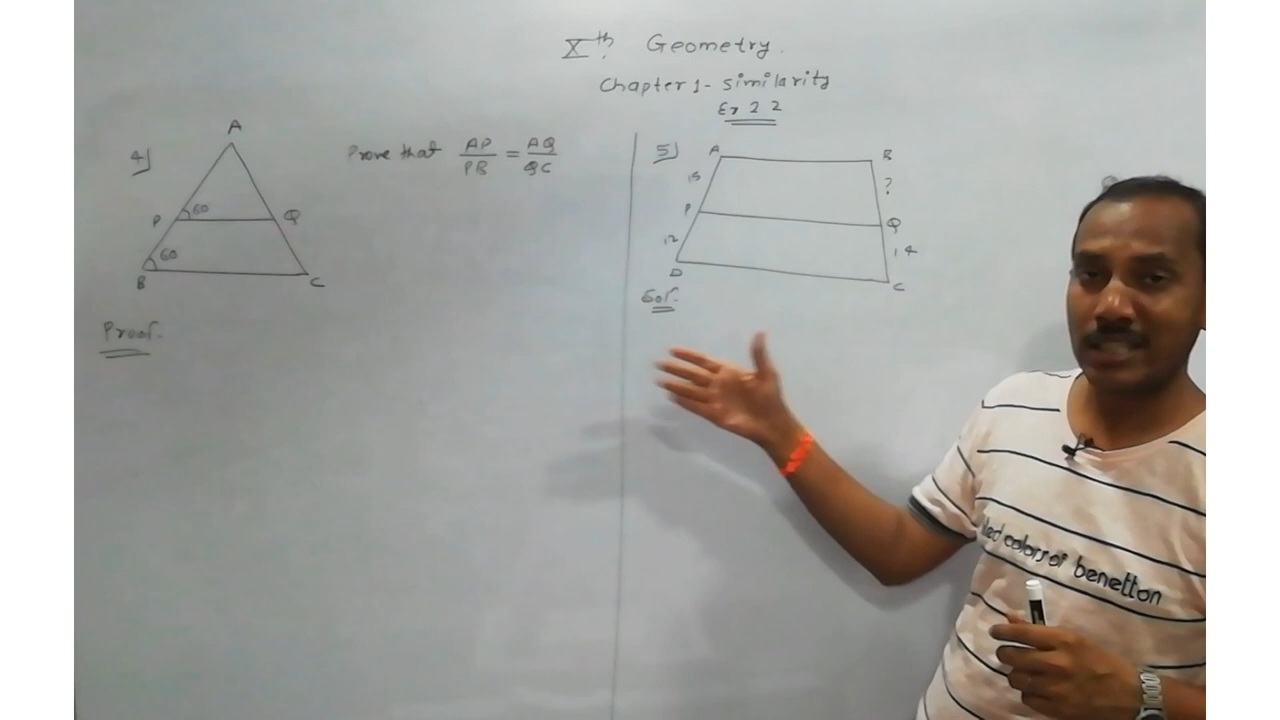 Xth Geometry.
Chapter 1 - Similarity
Ex 2 2
4)
Prove that AP/PB = AQ/QC
A
60
P
Q
60
B
C
Proof.
5)
A
B
15
?
P
Q
12
14
D
C
Sol.
ted colors of benetton